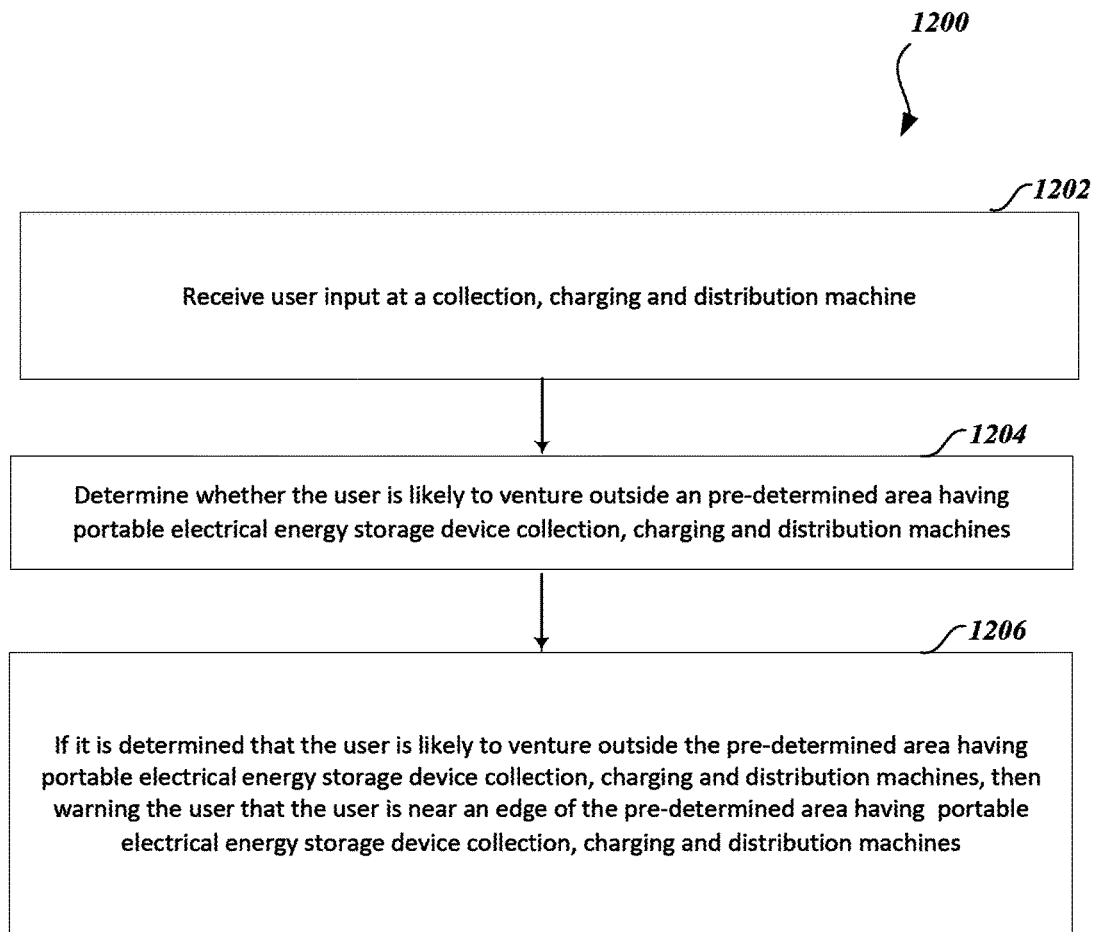 1200
1202
Receive user input at a collection, charging and distribution machine
1204
Determine whether the user is likely to venture outside an pre-determined area having
portable electrical energy storage device collection, charging and distribution machines
1206
If it is determined that the user is likely to venture outside the pre-determined area having
portable electrical energy storage device collection, charging and distribution machines, then
warning the user that the user is near an edge of the pre-determined area having portable
electrical energy storage device collection, charging and distribution machines